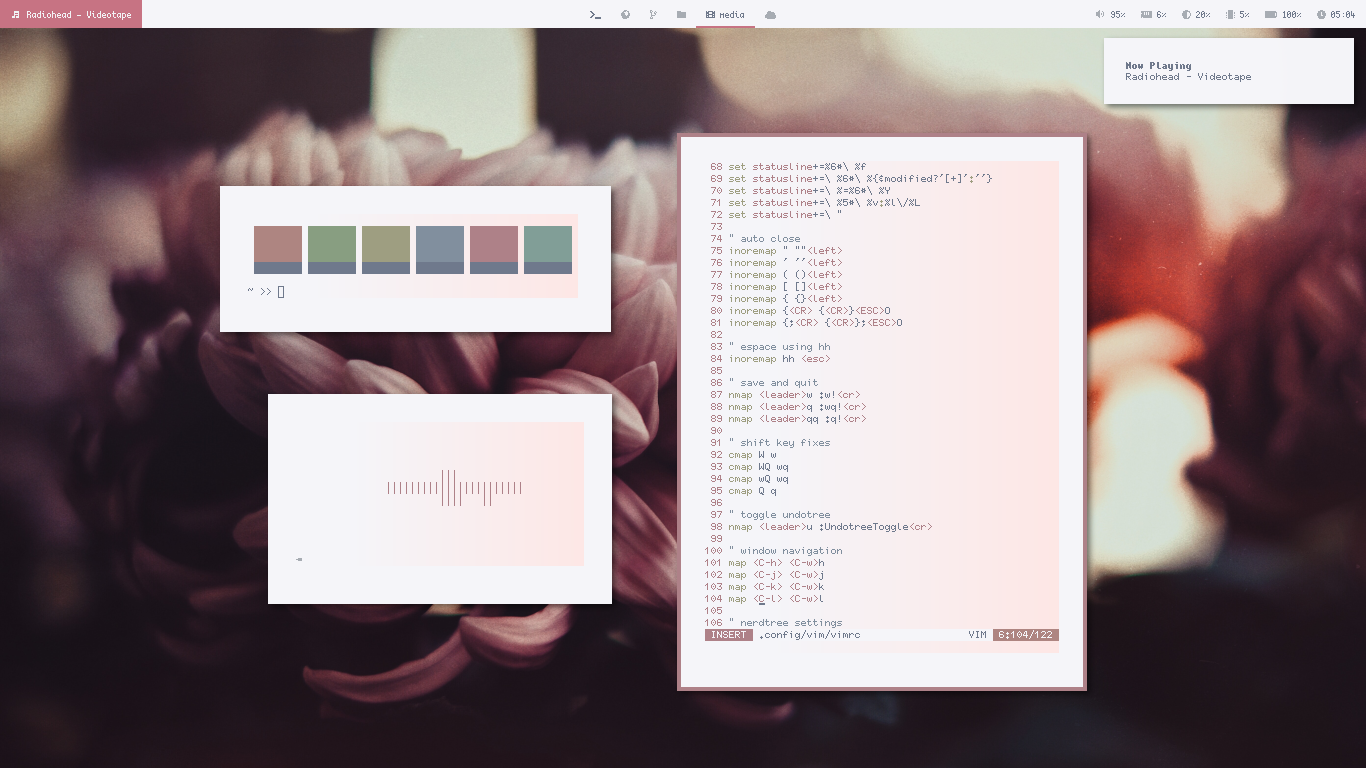 Radiohead - Videotape
media
95% 6% 20% 5% 100% 05:04
Now Playing
Radiohead - Videotape
~ >>
68 set statusline+=%6#\ %f
69 set statusline+=\ %6#\ %{$modified?'[+]':''}
70 set statusline+=\ %=%6#\ %Y
71 set statusline+=\ %5#\ %v:%l\/%L
72 set statusline+=\ "
73
74 " auto close
75 inoremap " ""<left>
76 inoremap ' ''<left>
77 inoremap ( ()<left>
78 inoremap [ []<left>
79 inoremap { {}<left>
80 inoremap {<CR> {<CR>}<ESC>O
81 inoremap {;<CR> {<CR>};<ESC>O
82
83 " espace using hh
84 inoremap hh <esc>
85
86 " save and quit
87 nmap <leader>w :w!<cr>
88 nmap <leader>q :wq!<cr>
89 nmap <leader>qq :q!<cr>
90
91 " shift key fixes
92 cmap W w
93 cmap WQ wq
94 cmap wQ wq
95 cmap Q q
96
97 " toggle undotree
98 nmap <leader>u :UndotreeToggle<cr>
99
100 " window navigation
101 map <C-h> <C-w>h
102 map <C-j> <C-w>j
103 map <C-k> <C-w>k
104 map <C-l> <C-w>l
105
106 " nerdtree settings
INSERT .config/vim/vimrc VIM 6:104/122